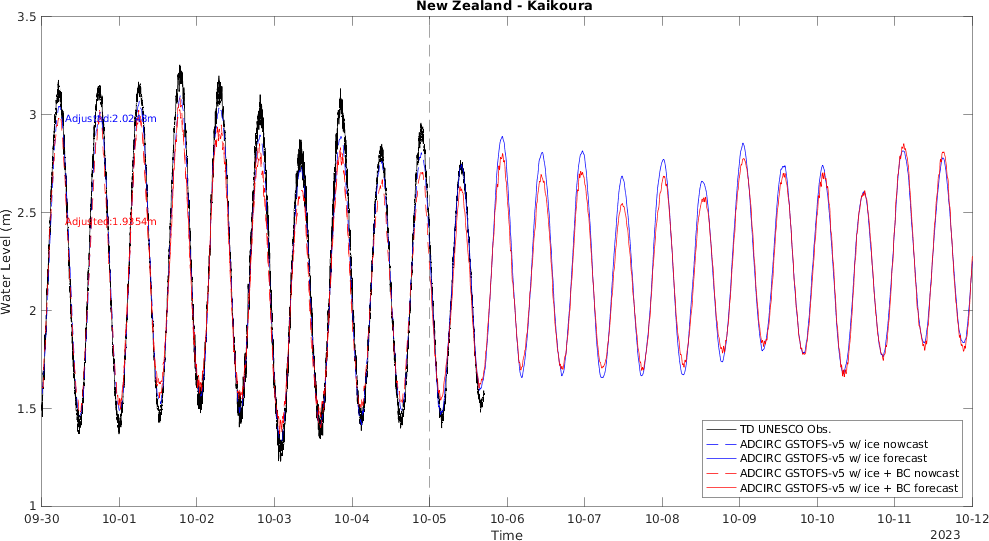 New Zealand - Kaikoura
3.5
3
2.5
2
1.5
1
Water Level (m)
Adjusted:1.9354m
TD UNESCO Obs.
ADCIRC GSTOFS-v5 w/ ice nowcast
ADCIRC GSTOFS-v5 w/ ice forecast
ADCIRC GSTOFS-v5 w/ ice + BC nowcast
ADCIRC GSTOFS-v5 w/ ice + BC forecast
09-30 10-01 10-02 10-03 10-04 10-05 10-06 10-07 10-08 10-09 10-10 10-11 10-12
Time
2023